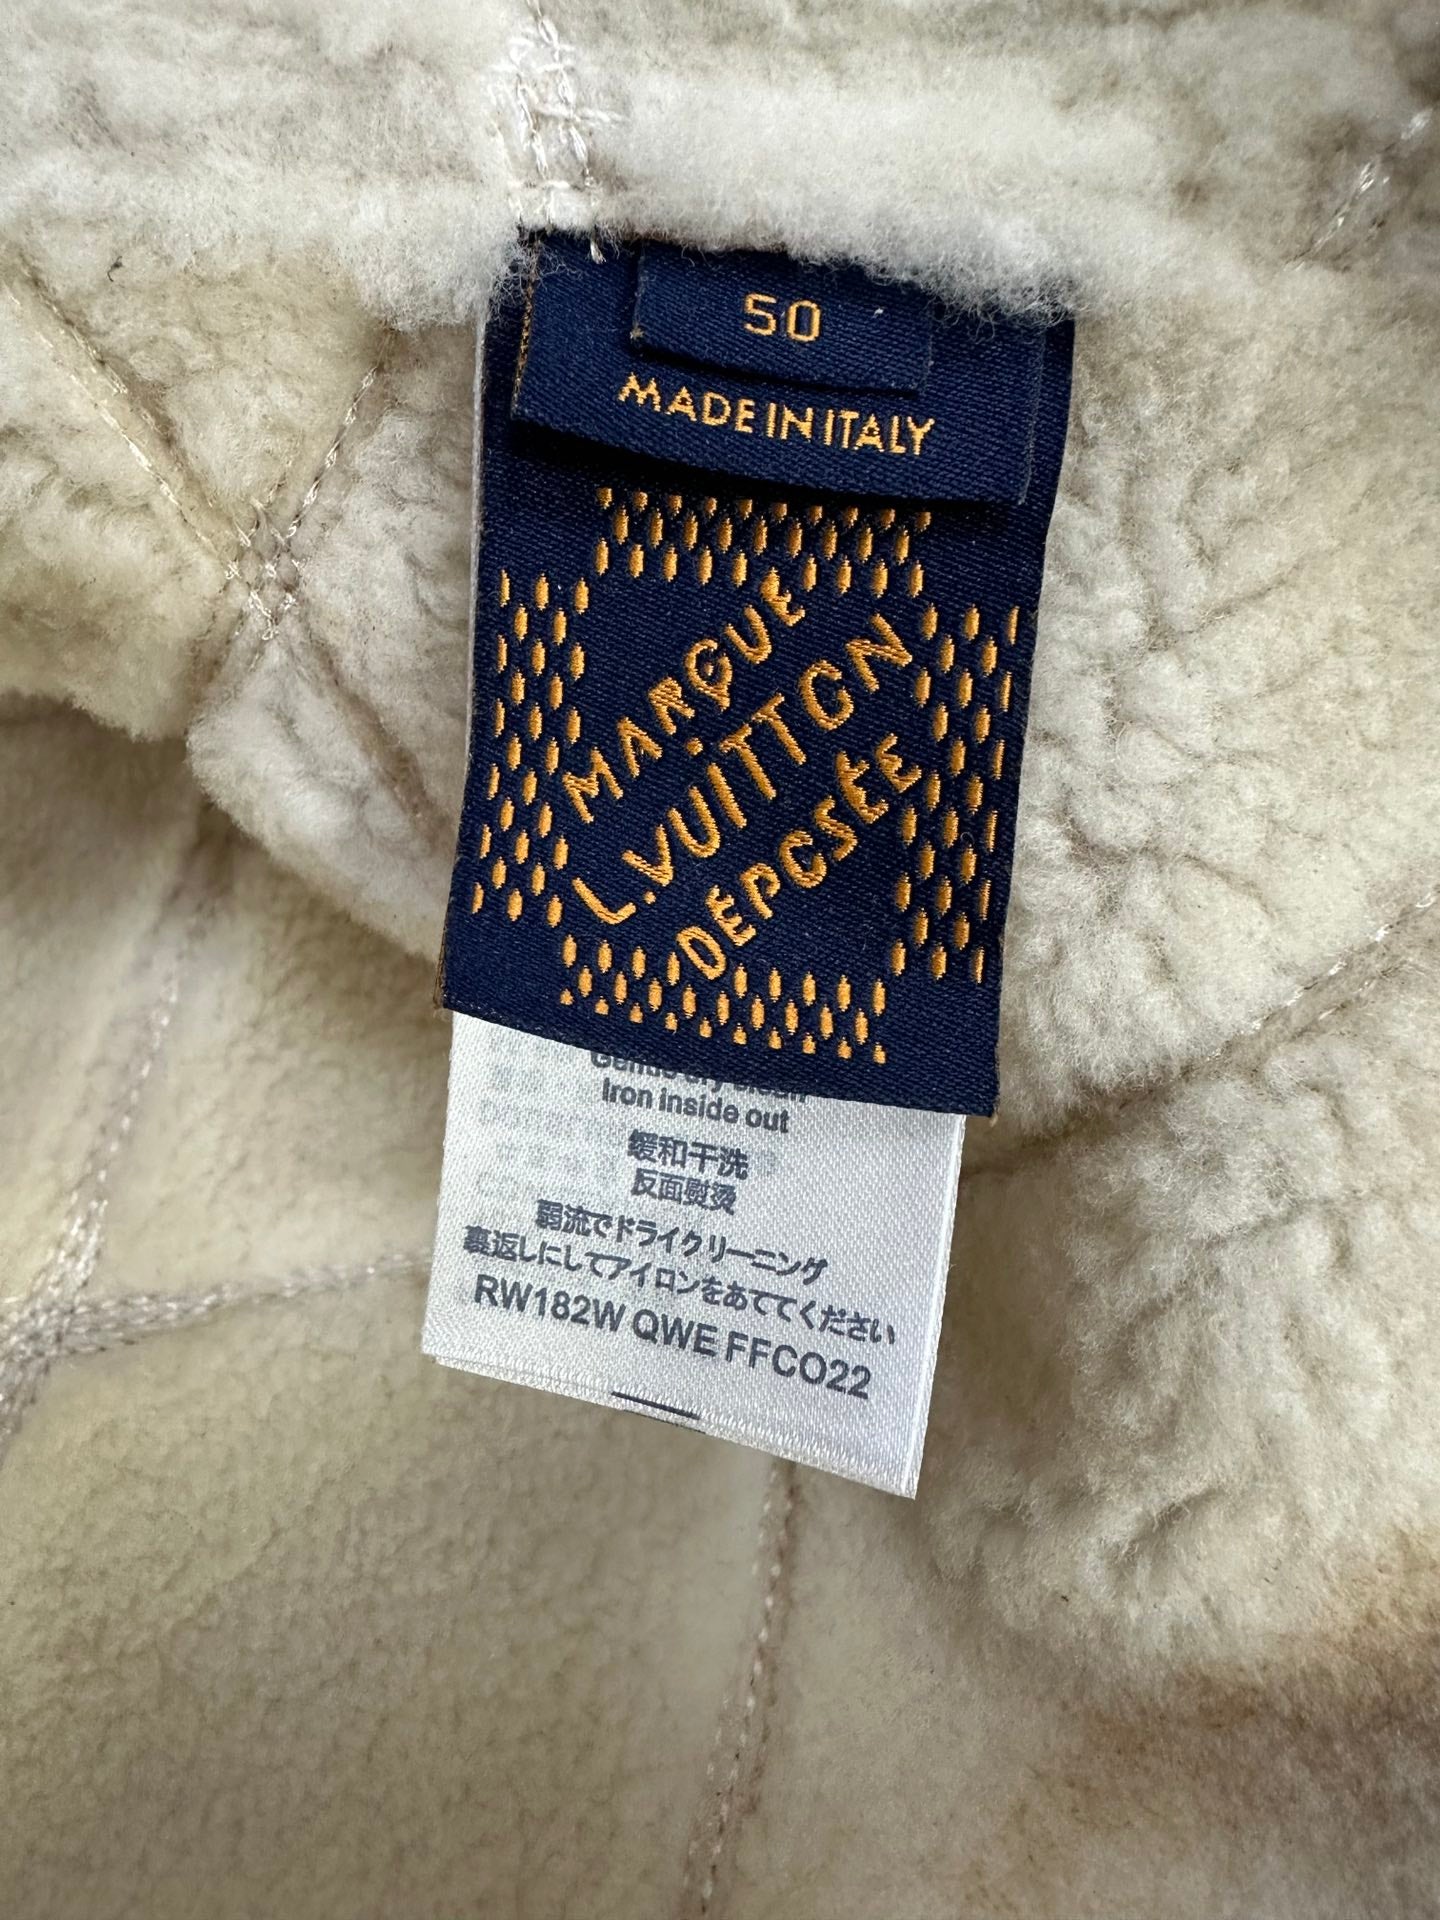 50
MADE IN ITALY
MARQUE
L.VUITTON
DÉPOSÉE
Iron inside out
缓和干洗
反面熨烫
弱流でドライクリーニング
裏返しにしてアイロンをあててください
RW182W QWE FFCO22